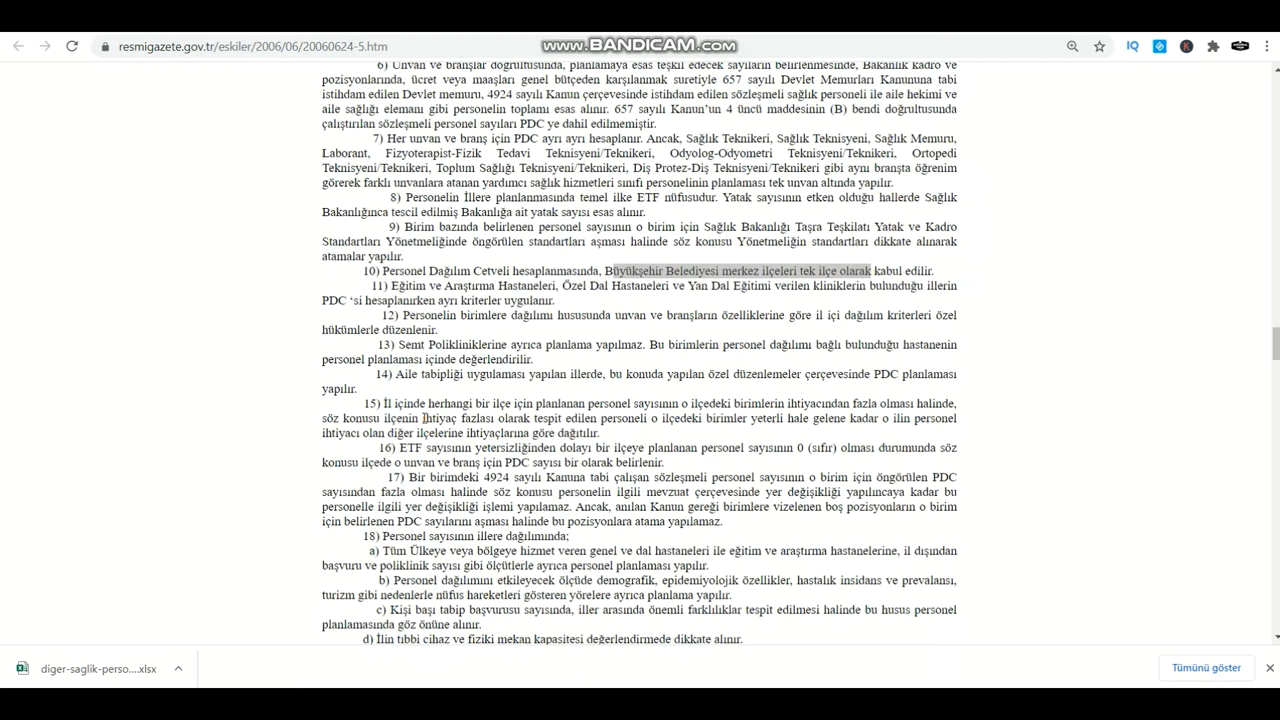 resmigazete.gov.tr/eskiler/2006/06/20060624-5.htm
www.BANDICAM.com
IQ
K
6) Unvan ve branşlar doğrultusunda, planlamaya esas teşkil edecek sayıların belirlenmesinde, Bakanlık kadro ve
pozisyonlarında, ücret veya maaşları genel bütçeden karşılanmak suretiyle 657 sayılı Devlet Memurları Kanununa tabi
istihdam edilen Devlet memuru, 4924 sayılı Kanun çerçevesinde istihdam edilen sözleşmeli sağlık personeli ile aile hekimi ve
aile sağlığı elemanı gibi personelin toplamı esas alınır. 657 sayılı Kanun’un 4 üncü maddesinin (B) bendi doğrultusunda
çalıştırılan sözleşmeli personel sayıları PDC ye dahil edilmemiştir.
7) Her unvan ve branş için PDC ayrı ayrı hesaplanır. Ancak, Sağlık Teknikeri, Sağlık Teknisyeni, Sağlık Memuru,
Laborant, Fizyoterapist-Fizik Tedavi Teknisyeni/Teknikeri, Odyolog-Odyometri Teknisyeni/Teknikeri, Ortopedi
Teknisyeni/Teknikeri, Toplum Sağlığı Teknisyeni/Teknikeri, Diş Protez-Diş Teknisyeni/Teknikeri gibi aynı branşta öğrenim
görerek farklı unvanlara atanan yardımcı sağlık hizmetleri sınıfı personelinin planlaması tek unvan altında yapılır.
8) Personelin İllere planlanmasında temel ilke ETF nüfusudur. Yatak sayısının etken olduğu hallerde Sağlık
Bakanlığınca tescil edilmiş Bakanlığa ait yatak sayısı esas alınır.
9) Birim bazında belirlenen personel sayısının o birim için Sağlık Bakanlığı Taşra Teşkilatı Yatak ve Kadro
Standartları Yönetmeliğinde öngörülen standartları aşması halinde söz konusu Yönetmeliğin standartları dikkate alınarak
atamalar yapılır.
10) Personel Dağılım Cetveli hesaplanmasında, Büyükşehir Belediyesi merkez ilçeleri tek ilçe olarak kabul edilir.
11) Eğitim ve Araştırma Hastaneleri, Özel Dal Hastaneleri ve Yan Dal Eğitimi verilen kliniklerin bulunduğu illerin
PDC ‘si hesaplanırken ayrı kriterler uygulanır.
12) Personelin birimlere dağılımı hususunda unvan ve branşların özelliklerine göre il içi dağılım kriterleri özel
hükümlerle düzenlenir.
13) Semt Polikliniklerine ayrıca planlama yapılmaz. Bu birimlerin personel dağılımı bağlı bulunduğu hastanenin
personel planlaması içinde değerlendirilir.
14) Aile tabipliği uygulaması yapılan illerde, bu konuda yapılan özel düzenlemeler çerçevesinde PDC planlaması
yapılır.
15) İl içinde herhangi bir ilçe için planlanan personel sayısının o ilçedeki birimlerin ihtiyacından fazla olması halinde,
söz konusu ilçenin ihtiyaç fazlası olarak tespit edilen personeli o ilçedeki birimler yeterli hale gelene kadar o ilin personel
ihtiyacı olan diğer ilçelerine ihtiyaçlarına göre dağıtılır.
16) ETF sayısının yetersizliğinden dolayı bir ilçeye planlanan personel sayısının 0 (sıfır) olması durumunda söz
konusu ilçede o unvan ve branş için PDC sayısı bir olarak belirlenir.
17) Bir birimdeki 4924 sayılı Kanuna tabi çalışan sözleşmeli personel sayısının o birim için öngörülen PDC
sayısından fazla olması halinde söz konusu personelin ilgili mevzuat çerçevesinde yer değişikliği yapılıncaya kadar bu
personelle ilgili yer değişikliği işlemi yapılamaz. Ancak, anılan Kanun gereği birimlere vizelenen boş pozisyonların o birim
için belirlenen PDC sayılarını aşması halinde bu pozisyonlara atama yapılamaz.
18) Personel sayısının illere dağılımında;
a) Tüm Ülkeye veya bölgeye hizmet veren genel ve dal hastaneleri ile eğitim ve araştırma hastanelerine, il dışından
başvuru ve poliklinik sayısı gibi ölçütlerle ayrıca personel planlaması yapılır.
b) Personel dağılımını etkileyecek ölçüde demografik, epidemiyolojik özellikler, hastalık insidans ve prevalansı,
turizm gibi nedenlerle nüfus hareketleri gösteren yörelere ayrıca planlama yapılır.
c) Kişi başı tabip başvurusu sayısında, iller arasında önemli farklılıklar tespit edilmesi halinde bu husus personel
planlamasında göz önüne alınır.
d) İlin tıbbi cihaz ve fiziki mekan kapasitesi değerlendirmede dikkate alınır.
diger-saglik-perso....xlsx
Tümünü göster